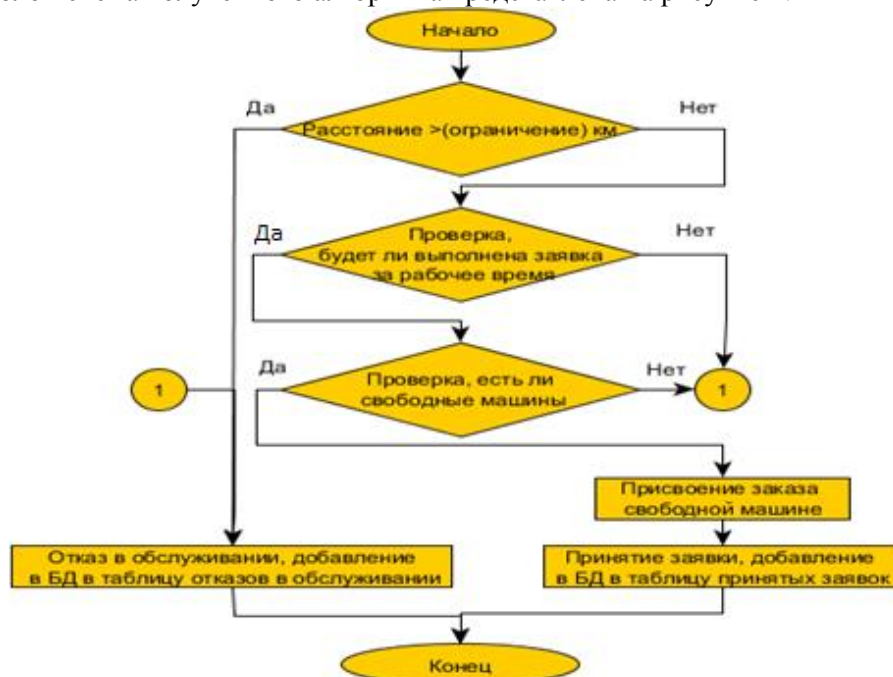 Начало
Да
Нет
Расстояние >(ограничение) км
Да
Проверка,
будет ли выполнена заявка
за рабочее время
Нет
1
Да
Проверка, есть ли
свободные машины
Нет
1
Присвоение заказа
свободной машине
Отказ в обслуживании, добавление
в БД в таблицу отказов в обслуживании
Принятие заявки, добавление
в БД в таблицу принятых заявок
Конец